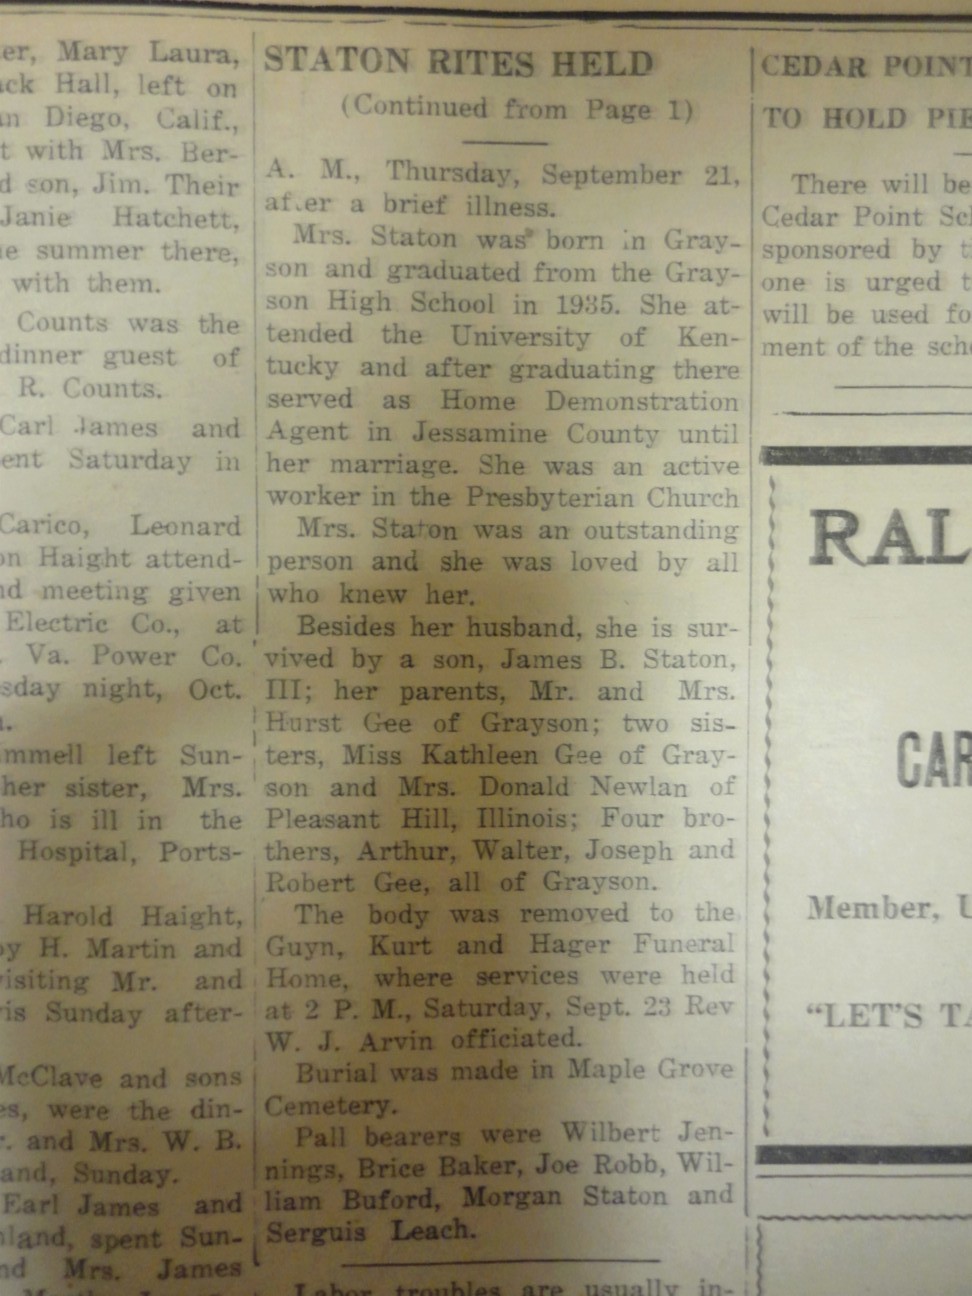 er, Mary Laura,
ack Hall, left on
an Diego, Calif.,
t with Mrs. Ber-
d son, Jim. Their
Janie Hatchett,
e summer there,
with them.
Counts was the
dinner guest of
R. Counts.
Carl James and
ent Saturday in
Carico, Leonard
on Haight attend-
nd meeting given
Electric Co., at
. Va. Power Co.
sday night, Oct.
mmell left Sun-
her sister, Mrs.
ho is ill in the
Hospital, Ports-
Harold Haight,
by H. Martin and
visiting Mr. and
ris Sunday after-
McClave and sons
es, were the din-
r. and Mrs. W. B.
and, Sunday.
Earl James and
land, spent Sun-
nd Mrs. James
STATON RITES HELD
(Continued from Page 1)
A. M., Thursday, September 21,
after a brief illness.
Mrs. Staton was born in Gray-
son and graduated from the Gray-
son High School in 1935. She at-
tended the University of Ken-
tucky and after graduating there
served as Home Demonstration
Agent in Jessamine County until
her marriage. She was an active
worker in the Presbyterian Church
Mrs. Staton was an outstanding
person and she was loved by all
who knew her.
Besides her husband, she is sur-
vived by a son, James B. Staton,
III; her parents, Mr. and Mrs.
Hurst Gee of Grayson; two sis-
ters, Miss Kathleen Gee of Gray-
son and Mrs. Donald Newlan of
Pleasant Hill, Illinois; Four bro-
thers, Arthur, Walter, Joseph and
Robert Gee, all of Grayson.
The body was removed to the
Guyn, Kurt and Hager Funeral
Home, where services were held
at 2 P. M., Saturday, Sept. 23 Rev
W. J. Arvin officiated.
Burial was made in Maple Grove
Cemetery.
Pall bearers were Wilbert Jen-
nings, Brice Baker, Joe Robb, Wil-
liam Buford, Morgan Staton and
Serguis Leach.
Labor troubles are usually in-
CEDAR POINT
TO HOLD PIE
There will be
Cedar Point Sch
sponsored by t
one is urged t
will be used fo
ment of the scho
RAL
CAR
Member, U
"LET'S TA